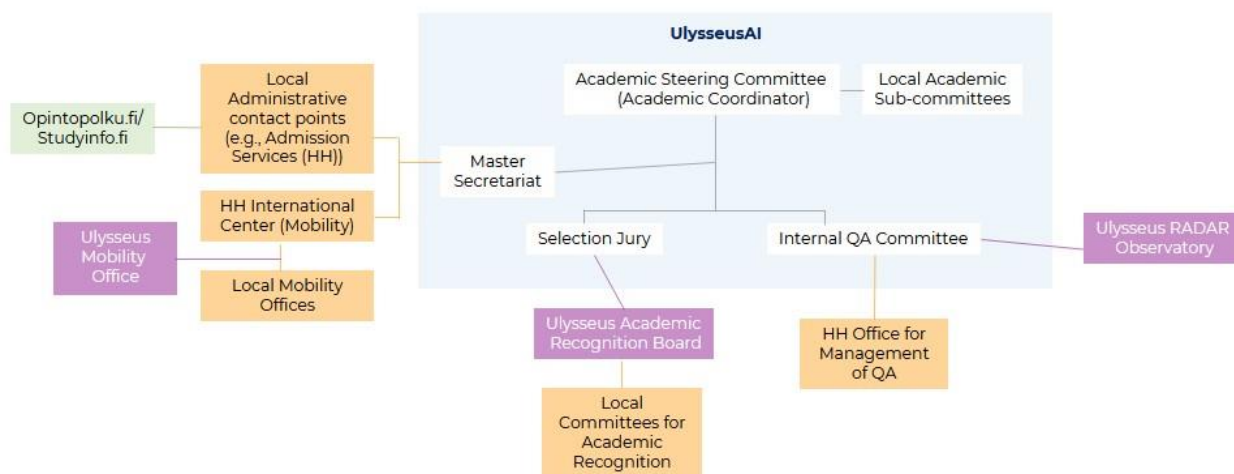 UlysseusAI
Academic Steering Committee
(Academic Coordinator)
Local Academic
Sub-committees
Local
Administrative
contact points
(e.g., Admission
Services (HH))
Opintopolku.fi/
Studyinfo.fi
Master
Secretariat
HH International
Center (Mobility)
Ulysseus
Mobility
Office
Local Mobility
Offices
Selection Jury
Internal QA Committee
Ulysseus RADAR
Observatory
Ulysseus Academic
Recognition Board
HH Office for
Management
of QA
Local
Committees for
Academic
Recognition